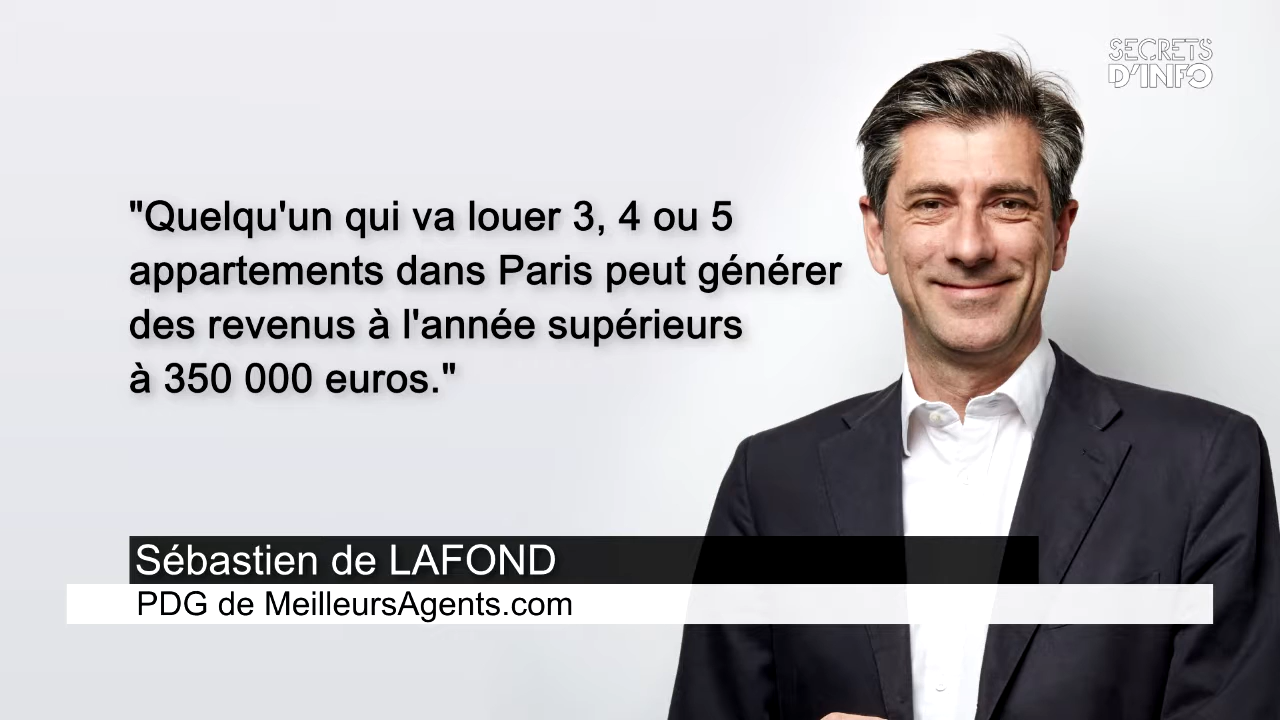 SECRETS
D'INFO
"Quelqu'un qui va louer 3, 4 ou 5
appartements dans Paris peut générer
des revenus à l'année supérieurs
à 350 000 euros."
Sébastien de LAFOND
PDG de MeilleursAgents.com